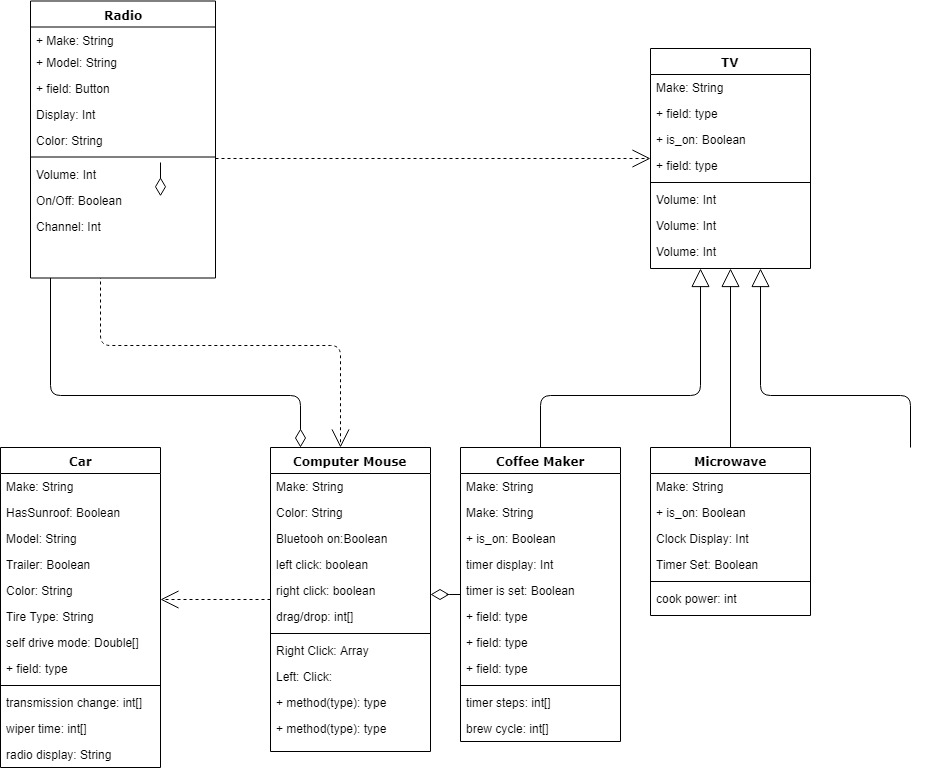 Radio
+ Make: String
+ Model: String
+ field: Button
Display: Int
Color: String
Volume: Int
On/Off: Boolean
Channel: Int
TV
Make: String
+ field: type
+ is_on: Boolean
+ field: type
Volume: Int
Volume: Int
Volume: Int
Car
Make: String
HasSunroof: Boolean
Model: String
Trailer: Boolean
Color: String
Tire Type: String
self drive mode: Double[]
+ field: type
transmission change: int[]
wiper time: int[]
radio display: String
Computer Mouse
Make: String
Color: String
Bluetooh on:Boolean
left click: boolean
right click: boolean
drag/drop: int[]
Right Click: Array
Left: Click:
+ method(type): type
+ method(type): type
Coffee Maker
Make: String
Make: String
+ is_on: Boolean
timer display: Int
timer is set: Boolean
+ field: type
+ field: type
+ field: type
timer steps: int[]
brew cycle: int[]
Microwave
Make: String
+ is_on: Boolean
Clock Display: Int
Timer Set: Boolean
cook power: int